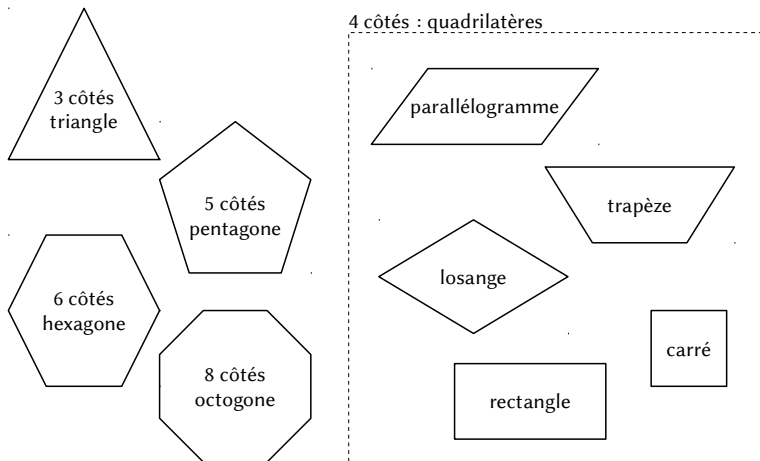 3 côtés
triangle
5 côtés
pentagone
6 côtés
hexagone
8 côtés
octogone
4 côtés : quadrilatères
parallélogramme
trapèze
losange
carré
rectangle